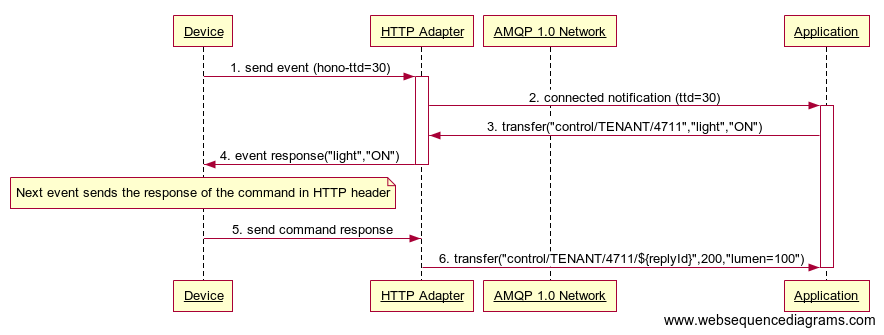 Device
HTTP Adapter
AMQP 1.0 Network
Application
1. send event (hono-ttd=30)
2. connected notification (ttd=30)
3. transfer("control/TENANT/4711","light","ON")
4. event response("light","ON")
Next event sends the response of the command in HTTP header
5. send command response
6. transfer("control/TENANT/4711/${replyId}",200,"lumen=100")
Device
HTTP Adapter
AMQP 1.0 Network
Application
www.websequencediagrams.com